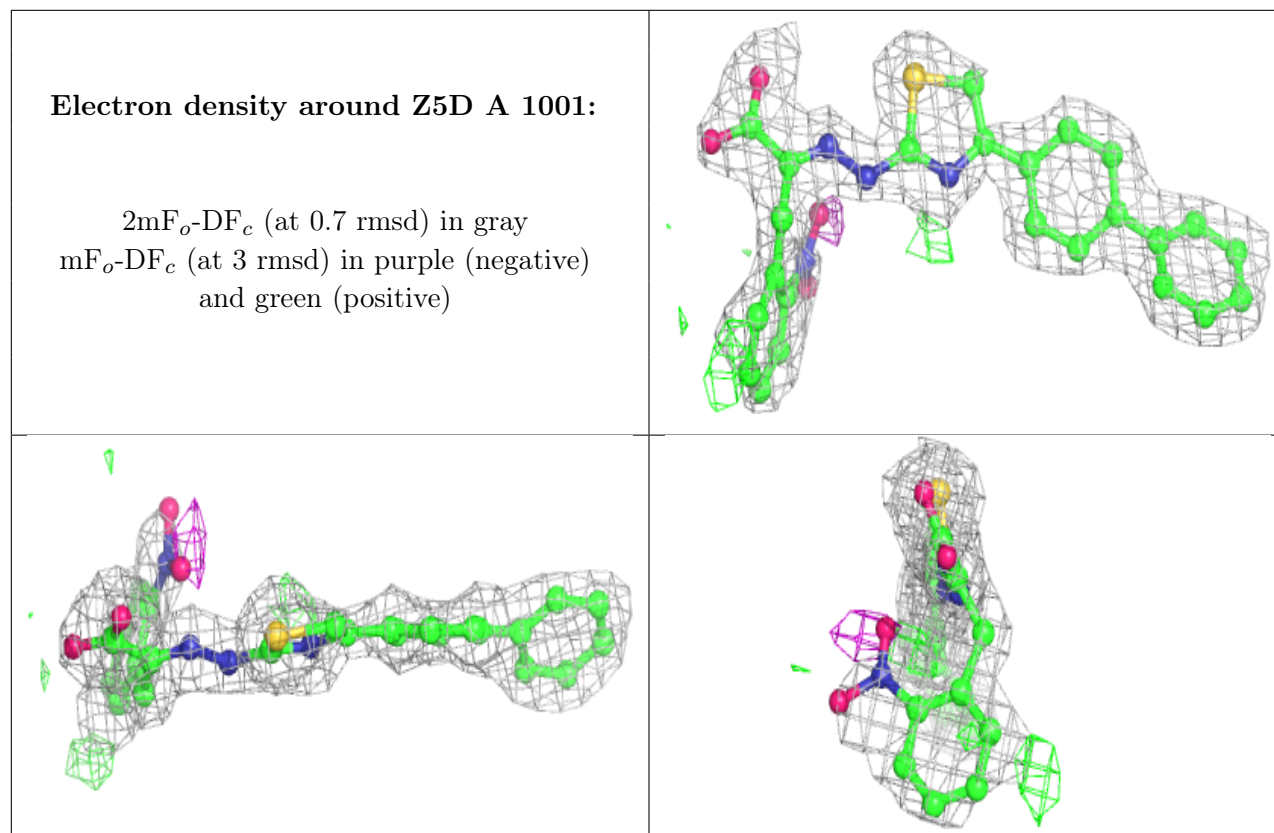 Electron density around Z5D A 1001:
2mFo-DFc (at 0.7 rmsd) in gray
mFo-DFc (at 3 rmsd) in purple (negative)
and green (positive)